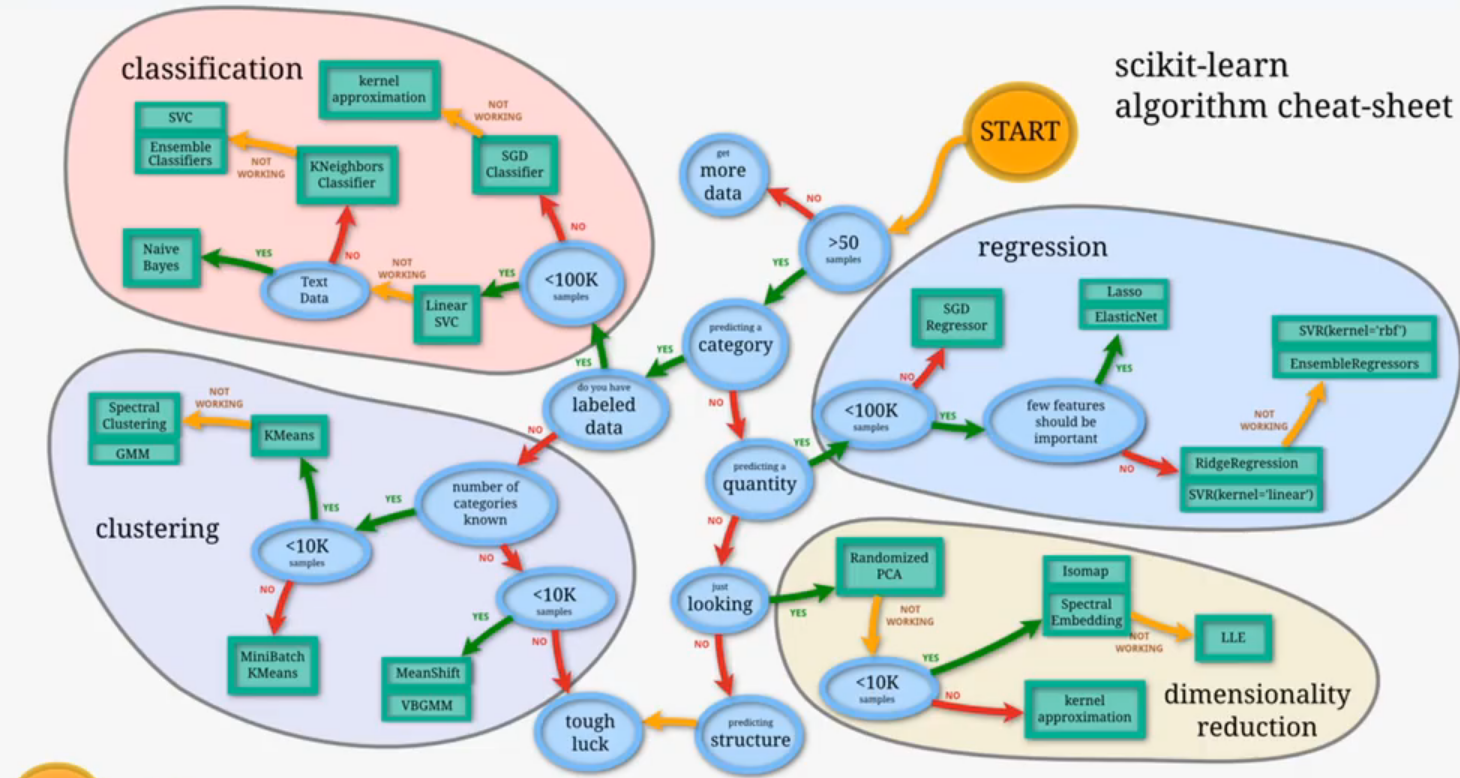 scikit-learn
algorithm cheat-sheet
START
classification
kernel
approximation
NOT
WORKING
SVC
Ensemble
Classifiers
NOT
WORKING
KNeighbors
Classifier
SGD
Classifier
NO
Naive
Bayes
YES
Text
Data
NO
NOT
WORKING
Linear
SVC
YES
<100K
samples
YES
get
more
data
NO
>50
samples
YES
predicting a
category
YES
NO
do you have
labeled
data
NO
predicting a
quantity
YES
NO
just
looking
YES
NO
predicting
structure
tough
luck
regression
SGD
Regressor
NO
<100K
samples
YES
Lasso
ElasticNet
YES
few features
should be
important
NO
SVR(kernel='rbf')
EnsembleRegressors
NOT
WORKING
RidgeRegression
SVR(kernel='linear')
clustering
Spectral
Clustering
GMM
NOT
WORKING
KMeans
YES
<10K
samples
NO
MiniBatch
KMeans
YES
number of
categories
known
NO
<10K
samples
YES
NO
MeanShift
VBGMM
Randomized
PCA
NOT
WORKING
<10K
samples
YES
NO
Isomap
Spectral
Embedding
NOT
WORKING
LLE
kernel
approximation
dimensionality
reduction